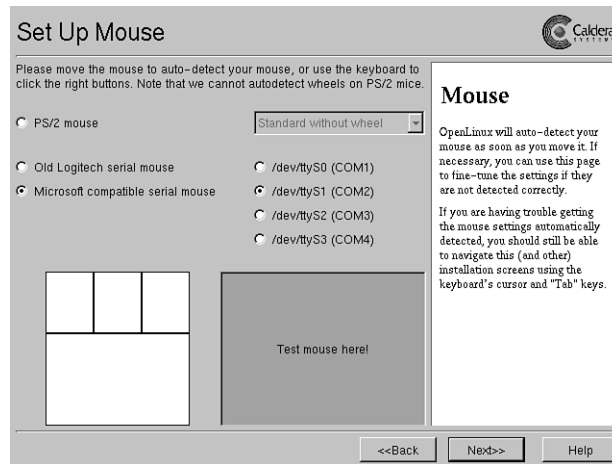 Set Up Mouse
Caldera
SYSTEMS
Please move the mouse to auto-detect your mouse, or use the keyboard to
click the right buttons. Note that we cannot autodetect wheels on PS/2 mice.
PS/2 mouse
Standard without wheel
Old Logitech serial mouse
/dev/ttyS0 (COM1)
Microsoft compatible serial mouse
/dev/ttyS1 (COM2)
/dev/ttyS2 (COM3)
/dev/ttyS3 (COM4)
Test mouse here!
Mouse
OpenLinux will auto-detect your
mouse as soon as you move it. If
necessary, you can use this page
to fine-tune the settings if they
are not detected correctly.
If you are having trouble getting
the mouse settings automatically
detected, you should still be able
to navigate this (and other)
installation screens using the
keyboard's cursor and "Tab" keys.
<<Back
Next>>
Help